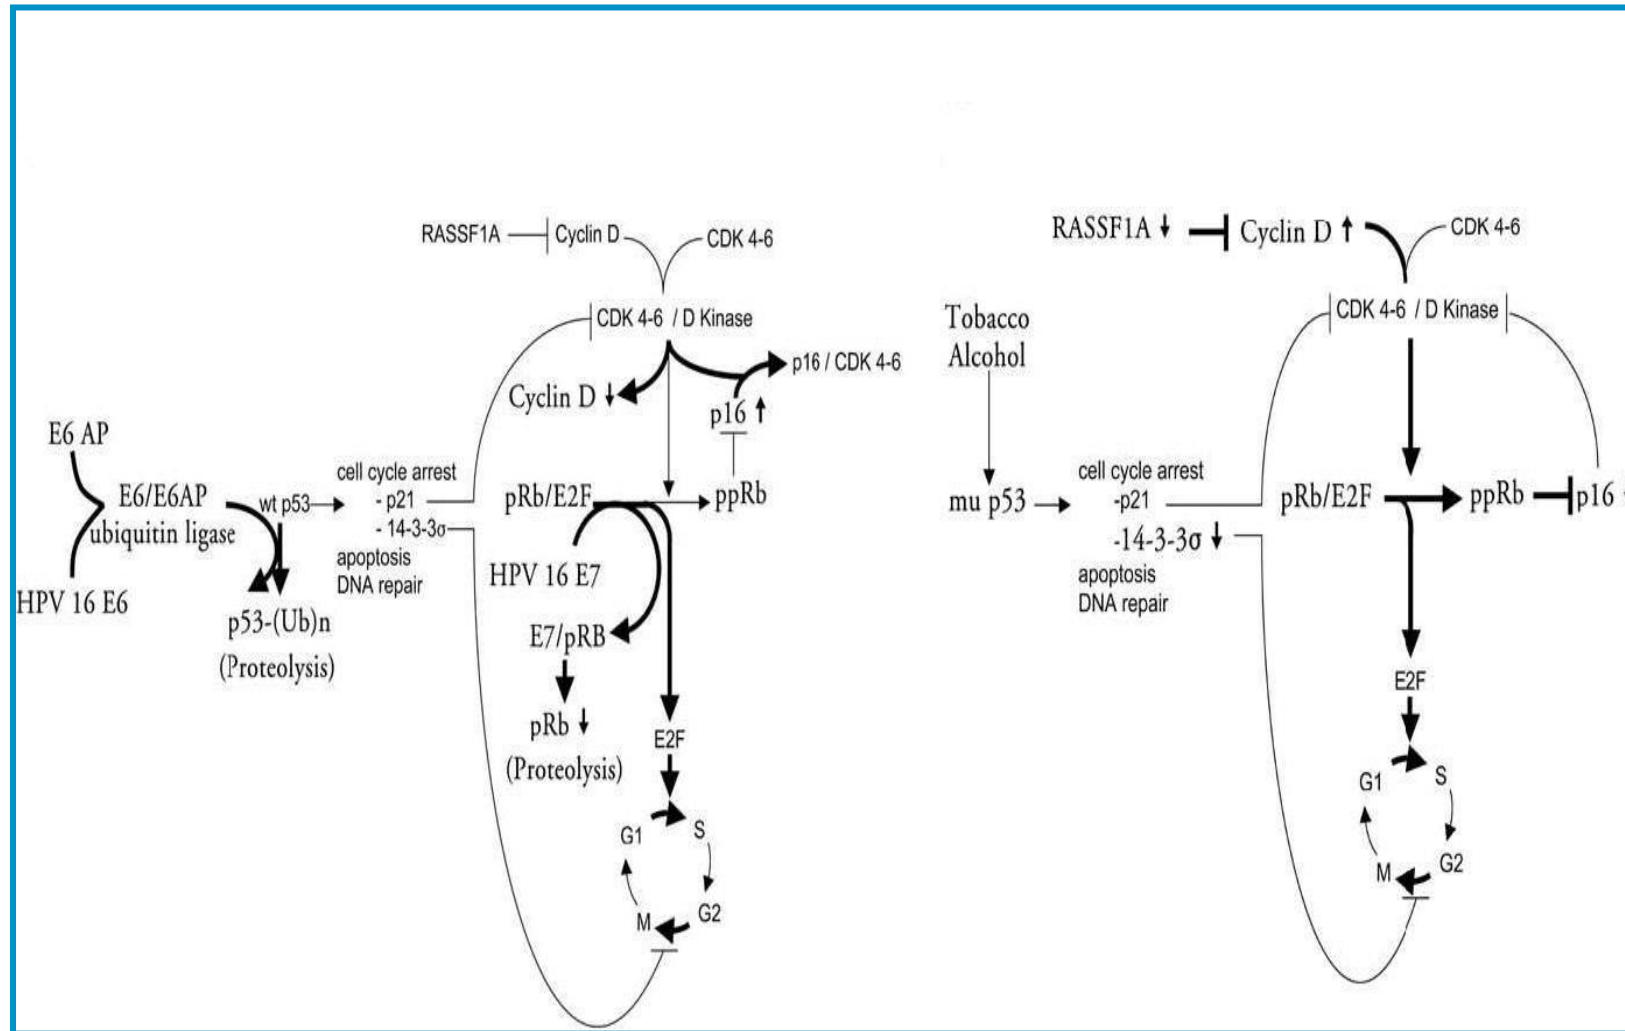 RASSF1A
Cyclin D
CDK 4-6
CDK 4-6 / D Kinase
Cyclin D ↓
p16 / CDK 4-6
p16 ↑
E6 AP
E6/E6AP
ubiquitin ligase
HPV 16 E6
wt p53
p53-(Ub)n
(Proteolysis)
cell cycle arrest
- p21
- 14-3-3σ
apoptosis
DNA repair
pRb/E2F
ppRb
HPV 16 E7
E7/pRB
pRb ↓
(Proteolysis)
E2F
G1
S
G2
M
RASSF1A ↓
Cyclin D ↑
CDK 4-6
CDK 4-6 / D Kinase
Tobacco
Alcohol
mu p53
cell cycle arrest
-p21
-14-3-3σ ↓
apoptosis
DNA repair
pRb/E2F
ppRb
p16
E2F
G1
S
G2
M